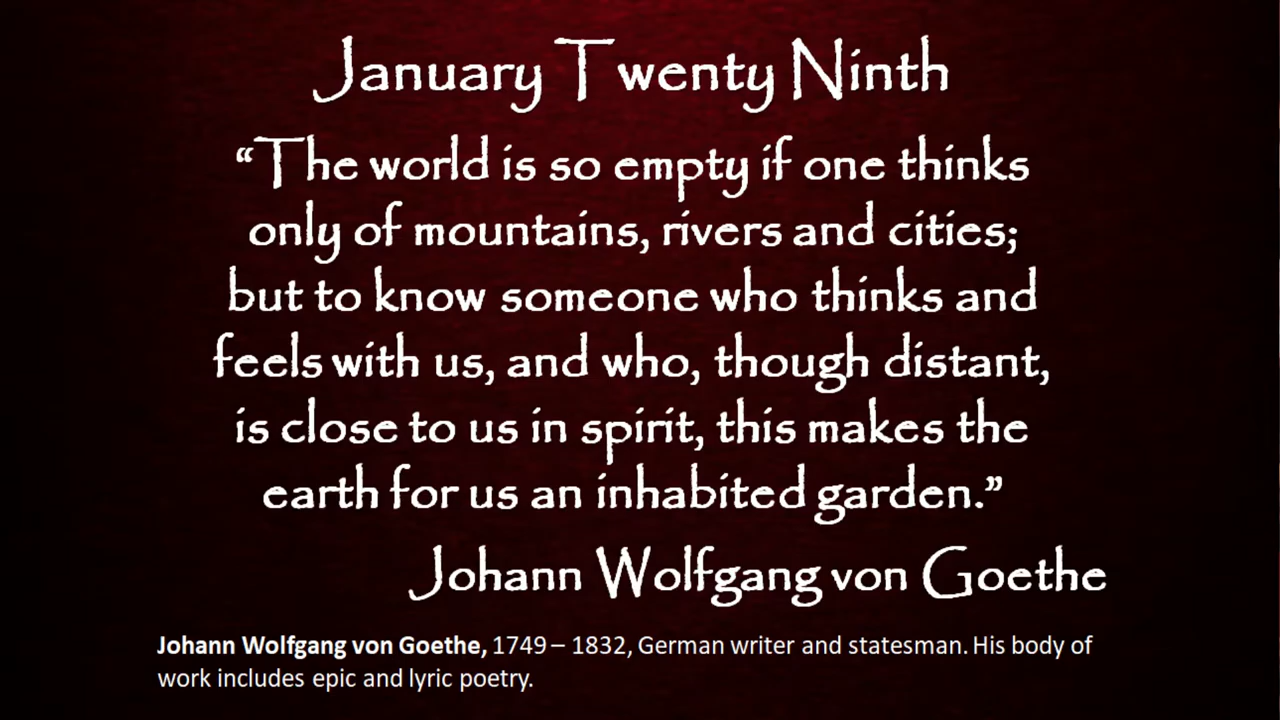 January Twenty Ninth
“The world is so empty if one thinks
only of mountains, rivers and cities;
but to know someone who thinks and
feels with us, and who, though distant,
is close to us in spirit, this makes the
earth for us an inhabited garden.”
Johann Wolfgang von Goethe
Johann Wolfgang von Goethe, 1749 – 1832, German writer and statesman. His body of
work includes epic and lyric poetry.